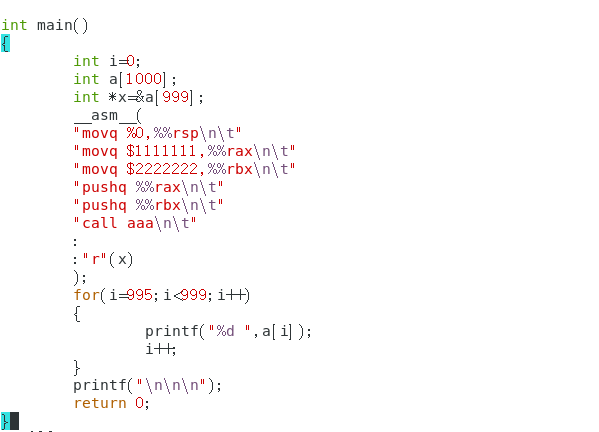 int main()
{
int i=0;
int a[1000];
int *x=&a[999];
__asm__(
"movq %0,%%rsp\n\t"
"movq $1111111,%%rax\n\t"
"movq $2222222,%%rbx\n\t"
"pushq %%rax\n\t"
"pushq %%rbx\n\t"
"call aaa\n\t"
:
:"r"(x)
);
for(i=995;i<999;i++)
{
printf("%d ",a[i]);
i++;
}
printf("\n\n\n");
return 0;
}